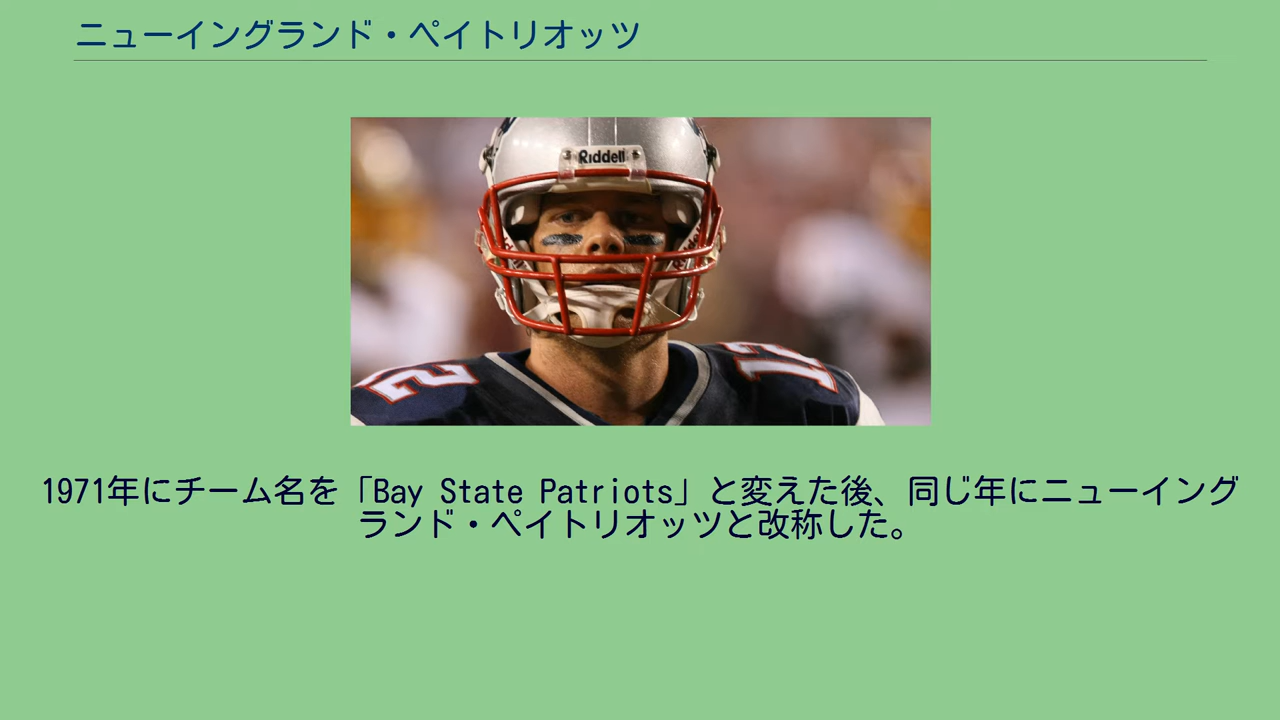 ニューイングランド・ペイトリオッツ
Riddell
12
12
1971年にチーム名を「Bay State Patriots」と変えた後、同じ年にニューイング
ランド・ペイトリオッツと改称した。